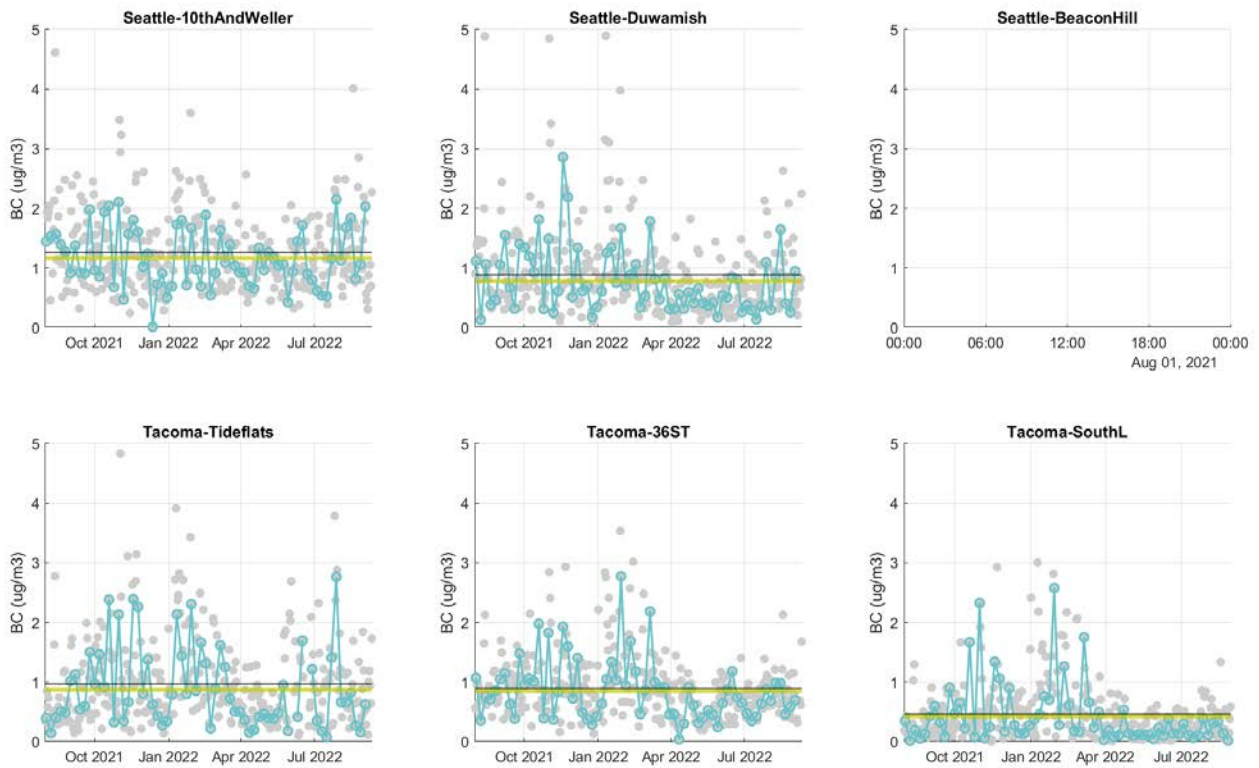 Seattle-10thAndWeller
5
4
3
2
1
0
BC (ug/m3)
Oct 2021 Jan 2022 Apr 2022 Jul 2022
Seattle-Duwamish
5
4
3
2
1
0
BC (ug/m3)
Oct 2021 Jan 2022 Apr 2022 Jul 2022
Seattle-BeaconHill
5
4
3
2
1
0
BC (ug/m3)
00:00 06:00 12:00 18:00 00:00
Aug 01, 2021
Tacoma-Tideflats
5
4
3
2
1
0
BC (ug/m3)
Oct 2021 Jan 2022 Apr 2022 Jul 2022
Tacoma-36ST
5
4
3
2
1
0
BC (ug/m3)
Oct 2021 Jan 2022 Apr 2022 Jul 2022
Tacoma-SouthL
5
4
3
2
1
0
BC (ug/m3)
Oct 2021 Jan 2022 Apr 2022 Jul 2022